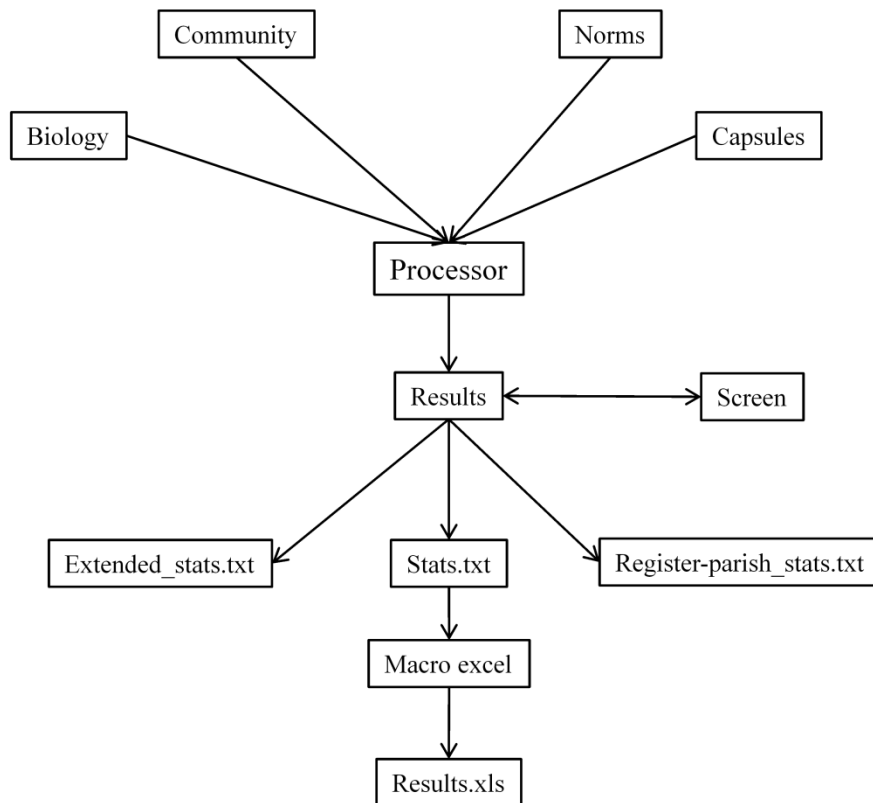 Community
Norms
Biology
Capsules
Processor
Results
Screen
Extended_stats.txt
Stats.txt
Register-parish_stats.txt
Macro excel
Results.xls